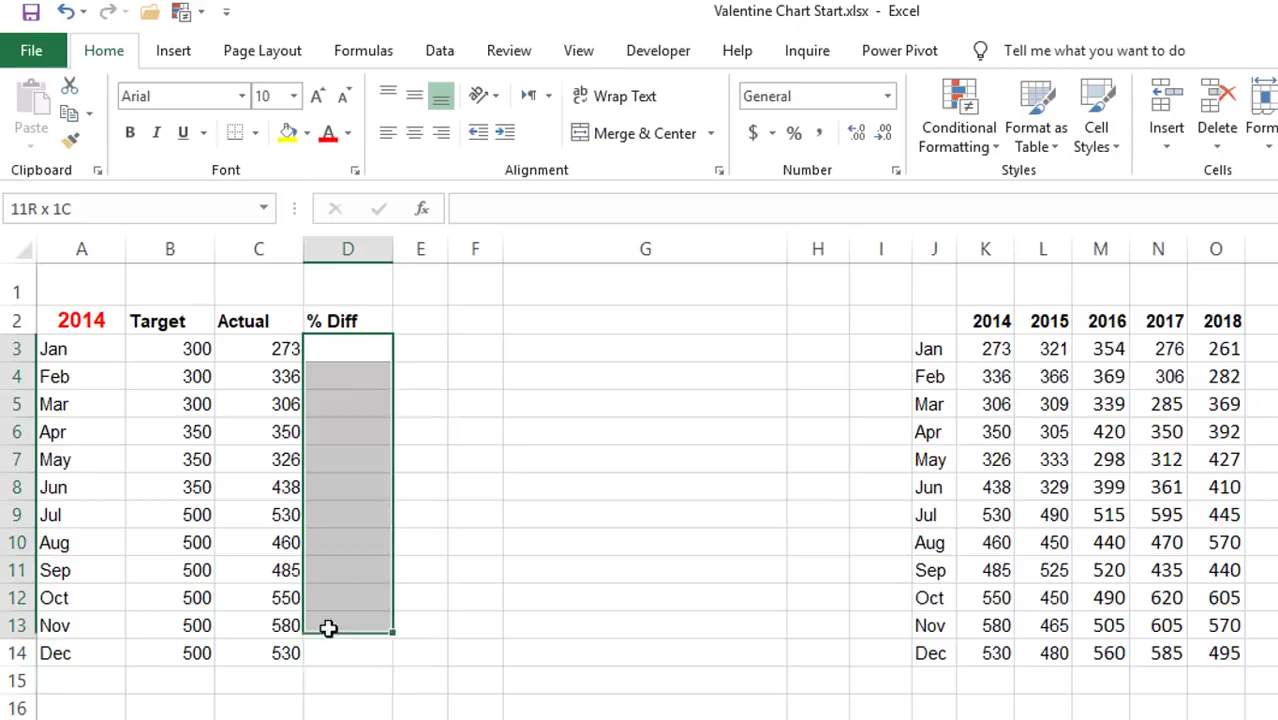 Valentine Chart Start.xlsx - Excel
File Home Insert Page Layout Formulas Data Review View Developer Help Inquire Power Pivot Tell me what you want to do
Arial 10 A A Wrap Text General Conditional Formatting Format as Table Cell Styles Insert Delete
Paste B I U A Merge & Center $ % ,
Clipboard Font Alignment Number Styles Cells
11R x 1C fx
A B C D E F G H I J K L M N O
1
2 2014 Target Actual % Diff 2014 2015 2016 2017 2018
3 Jan 300 273 Jan 273 321 354 276 261
4 Feb 300 336 Feb 336 366 369 306 282
5 Mar 300 306 Mar 306 309 339 285 369
6 Apr 350 350 Apr 350 305 420 350 392
7 May 350 326 May 326 333 298 312 427
8 Jun 350 438 Jun 438 329 399 361 410
9 Jul 500 530 Jul 530 490 515 595 445
10 Aug 500 460 Aug 460 450 440 470 570
11 Sep 500 485 Sep 485 525 520 435 440
12 Oct 500 550 Oct 550 450 490 620 605
13 Nov 500 580 Nov 580 465 505 605 570
14 Dec 500 530 Dec 530 480 560 585 495
15
16